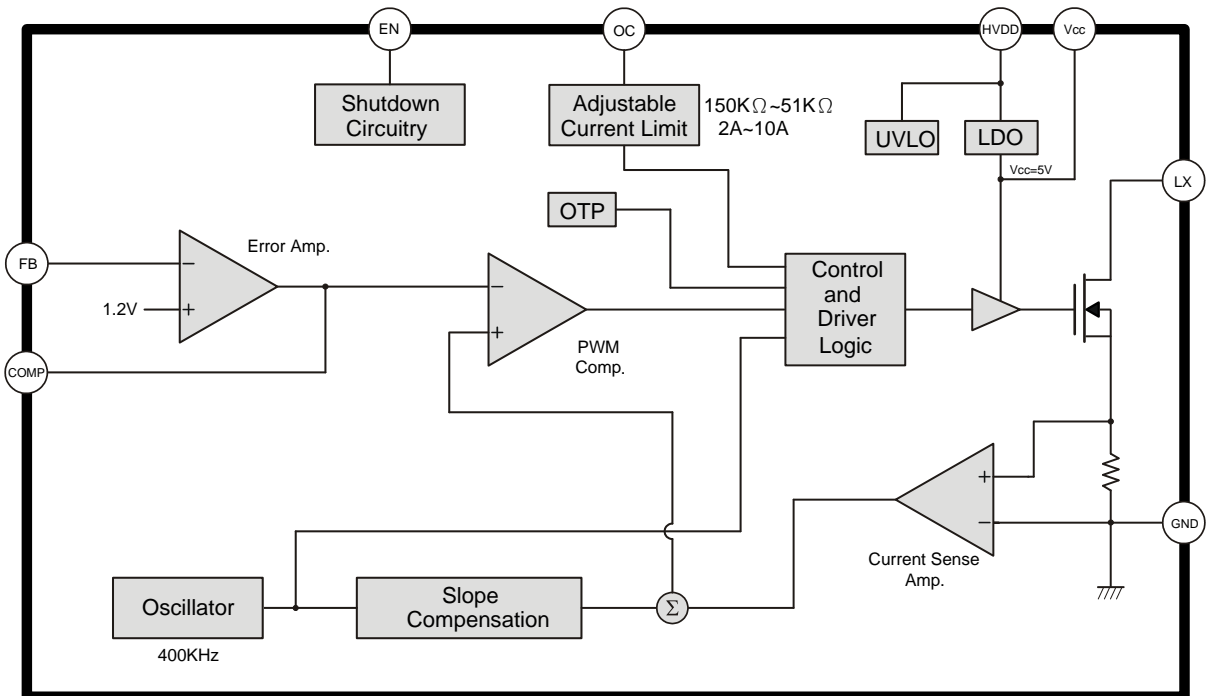 EN
OC
HVDD
Vcc
Shutdown
Circuitry
Adjustable
Current Limit
150KΩ~51KΩ
2A~10A
UVLO
LDO
Vcc=5V
LX
OTP
Error Amp.
FB
−
+
1.2V
COMP
−
+
PWM
Comp.
Control
and
Driver
Logic
+
−
Current Sense
Amp.
GND
Oscillator
400KHz
Slope
Compensation
Σ